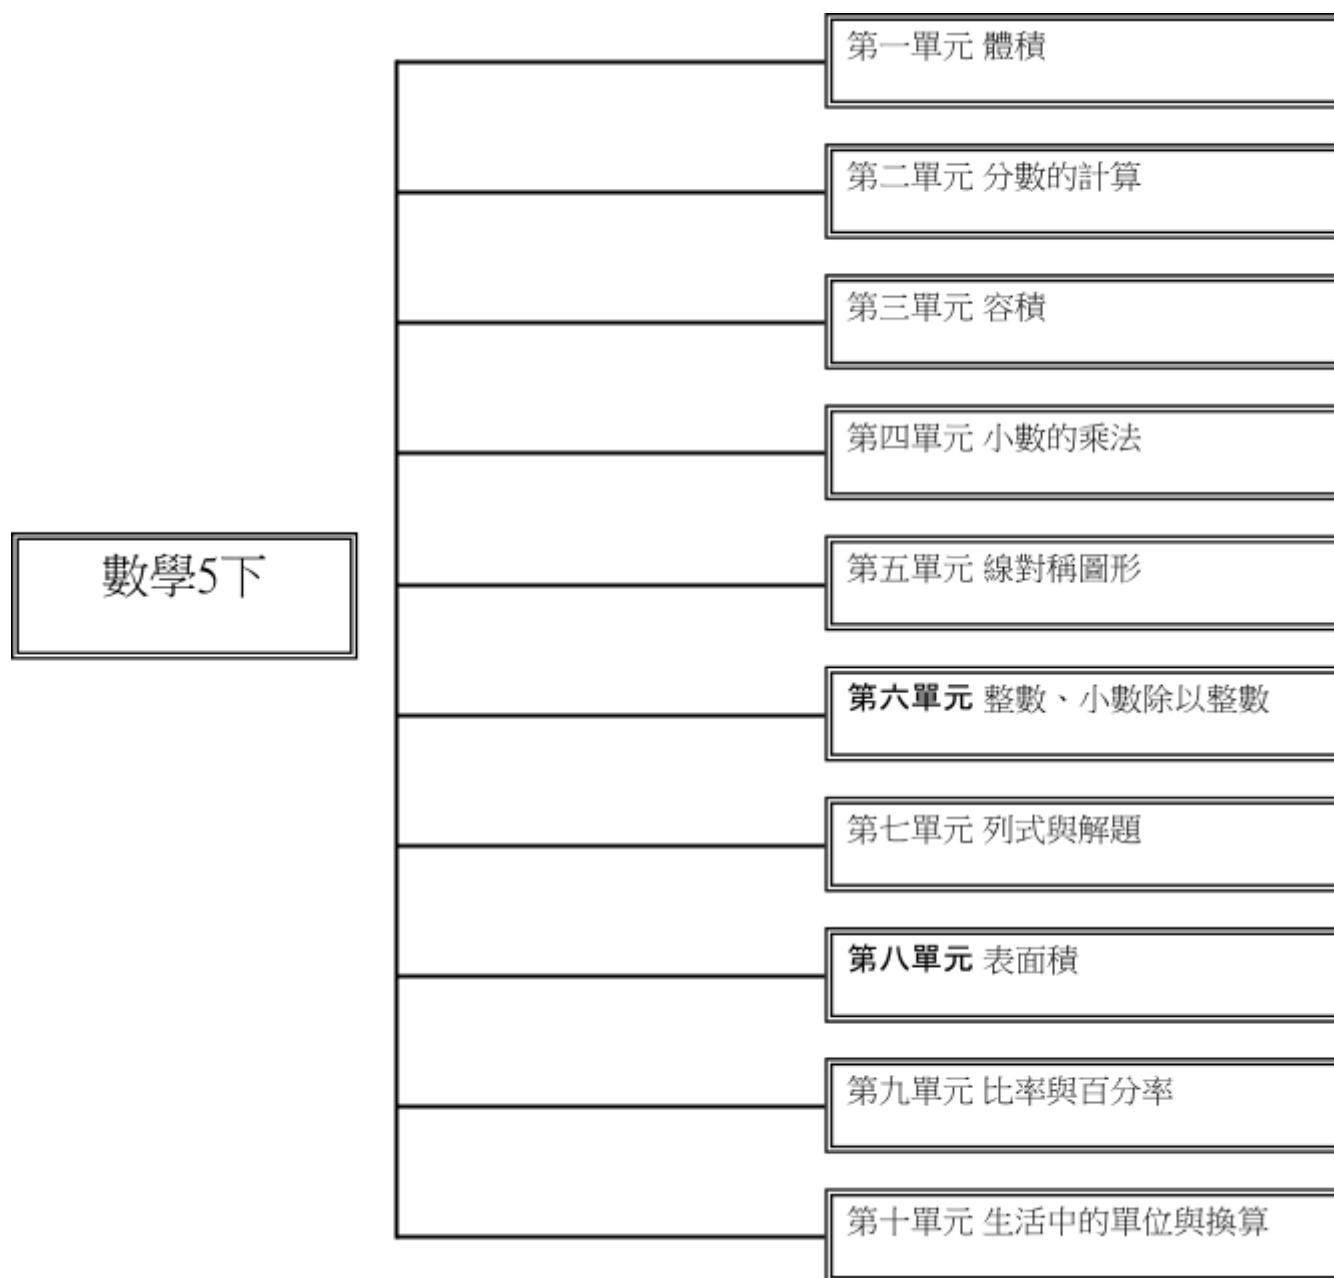 第一單元 體積
第二單元 分數的計算
第三單元 容積
第四單元 小數的乘法
數學5下
第五單元 線對稱圖形
第六單元 整數、小數除以整數
第七單元 列式與解題
第八單元 表面積
第九單元 比率與百分率
第十單元 生活中的單位與換算